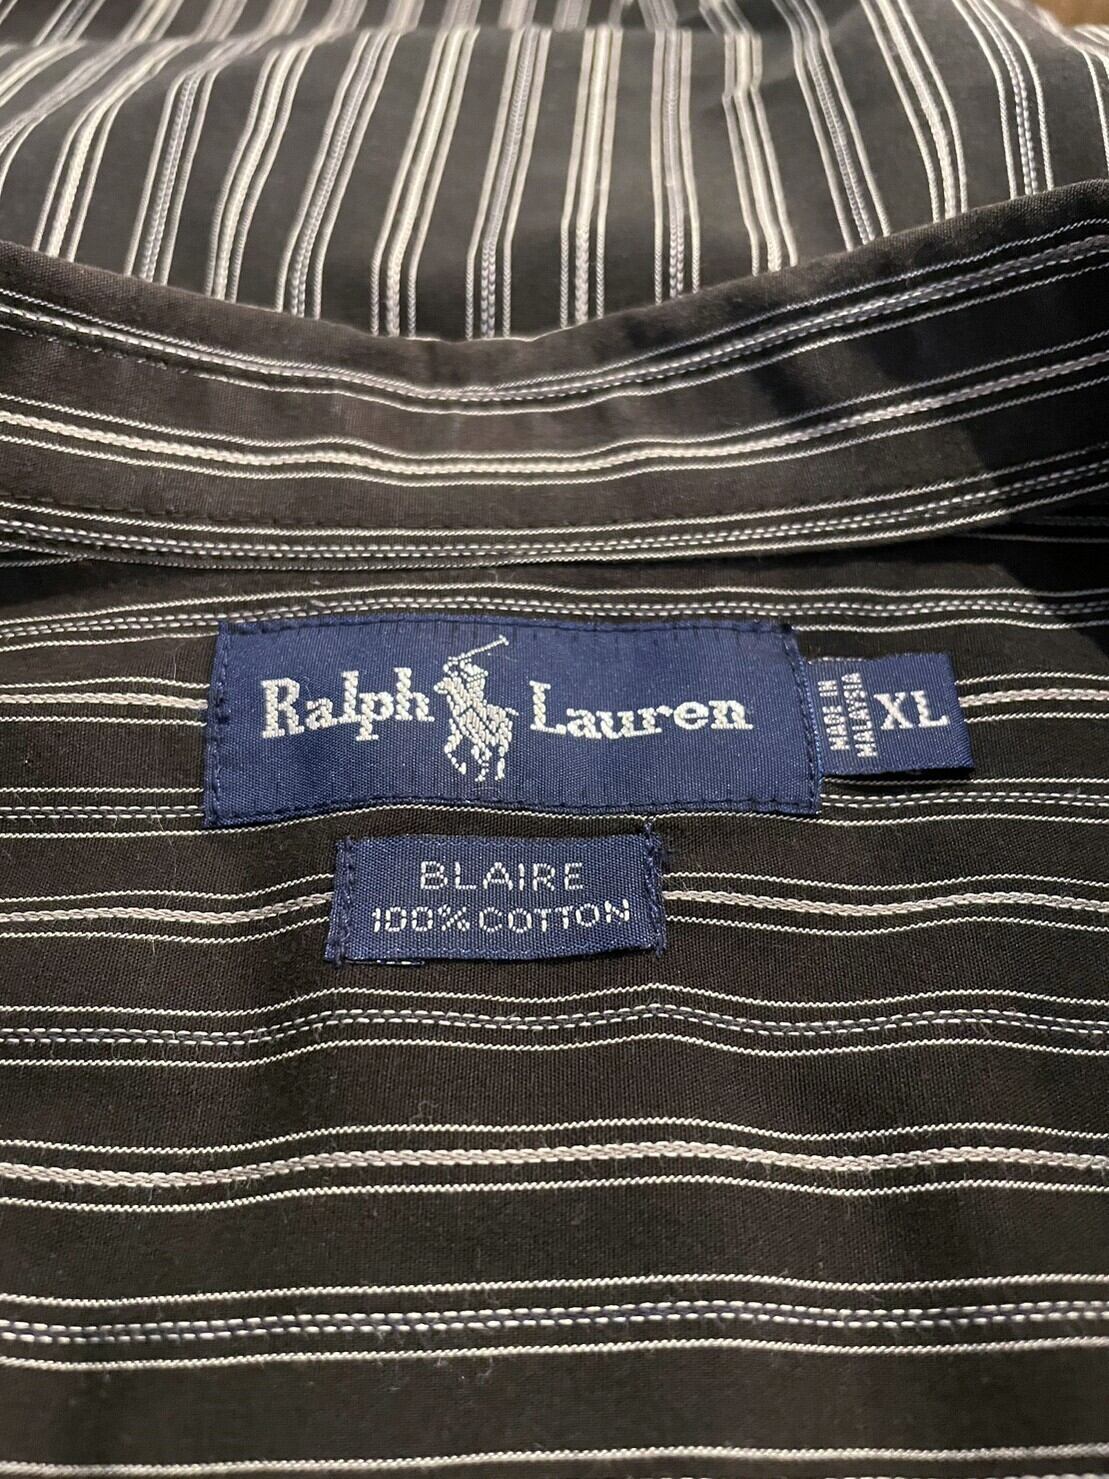 Ralph Lauren
MADE IN
MALAYSIA
XL
BLAIRE
100% COTTON